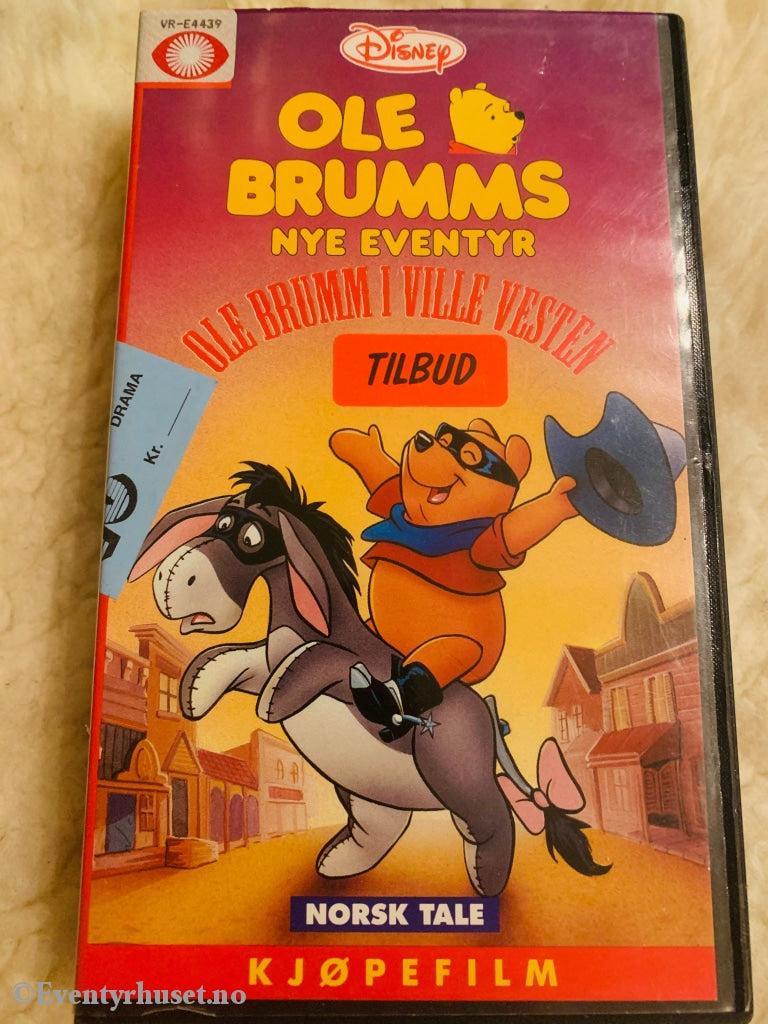 VR-E4439
Disney
OLE
BRUMMS
NYE EVENTYR
OLE BRUMM I VILLE VESTEN
TILBUD
DRAMA
Kr.
NORSK TALE
KJØPEFILM
©Eventyrhuset.no